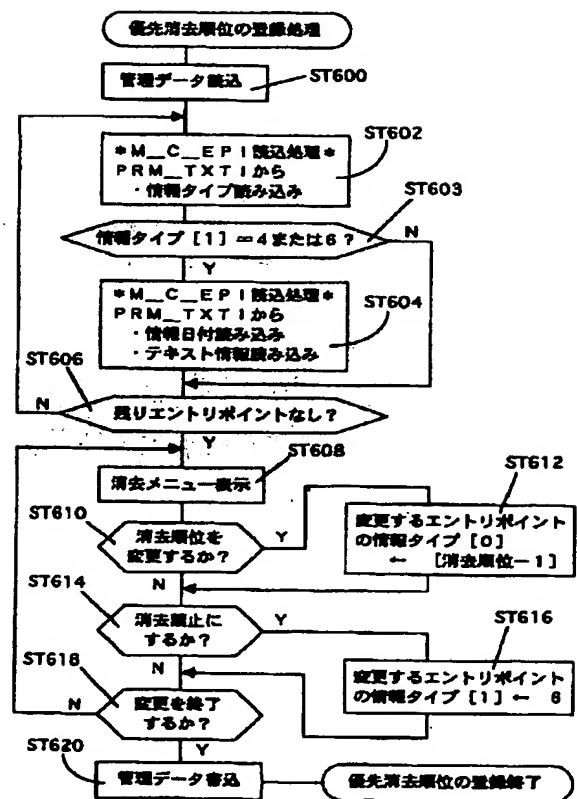 優先消去順位の登録処理
管理データ読込
ST600
*M__C__EPI読込処理*
PRM__TXTIから
・情報タイプ読み込み
ST602
ST603
情報タイプ[1]=4または6?
N
Y
*M__C__EPI読込処理*
PRM__TXTIから
・情報日付読み込み
・テキスト情報読み込み
ST604
ST606
N
残りエントリポイントなし?
Y
ST608
消去メニュー表示
ST610
消去順位を
変更するか?
Y
N
ST612
変更するエントリポイント
の情報タイプ[0]
← [消去順位-1]
ST614
消去禁止に
するか?
Y
N
ST616
変更するエントリポイント
の情報タイプ[1]← 6
ST618
変更を終了
するか?
N
Y
ST620
管理データ書込
優先消去順位の登録終了